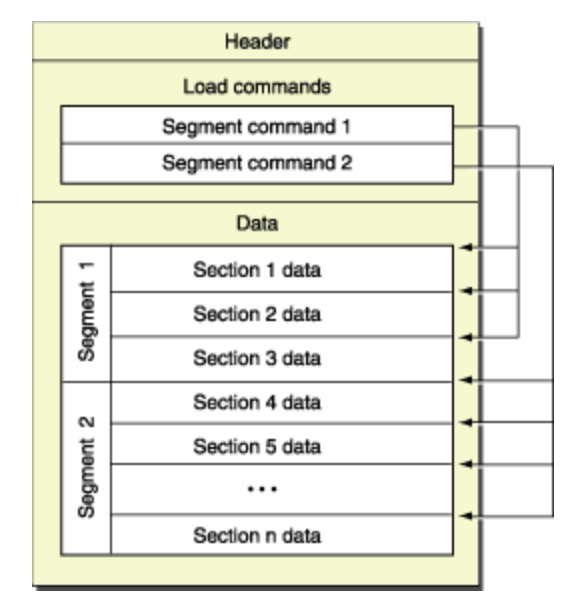 Header
Load commands
Segment command 1
Segment command 2
Data
Segment 1
Section 1 data
Section 2 data
Section 3 data
Segment 2
Section 4 data
Section 5 data
...
Section n data